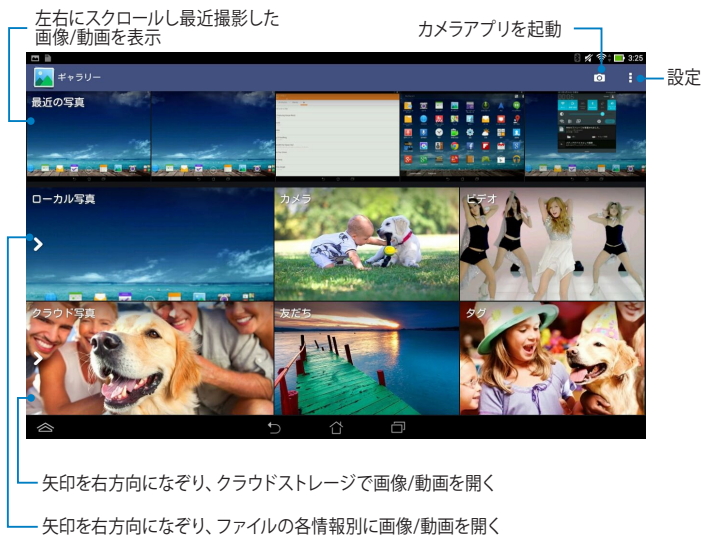 左右にスクロールし最近撮影した
画像/動画を表示
カメラアプリを起動
3:25
ギャラリー
設定
最近の写真
ローカル写真
カメラ
ビデオ
クラウド写真
友だち
タグ
矢印を右方向になぞり、クラウドストレージで画像/動画を開く
矢印を右方向になぞり、ファイルの各情報別に画像/動画を開く